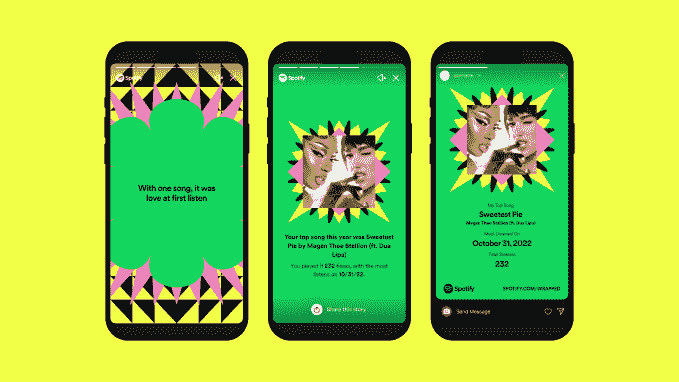 Spotify
With one song, it was
love at first listen
Spotify
Your top song this year was Sweetest
Pie by Megan Thee Stallion (ft. Dua
Lipa)
You played it 232 times, with the most
listens on 10/31/22.
Share this story
My Top Song
Sweetest Pie
Megan Thee Stallion (ft. Dua Lipa)
Most Listened On
October 31, 2022
Total Streams
232
Spotify
SPOTIFY.COM/WRAPPED
Send Message